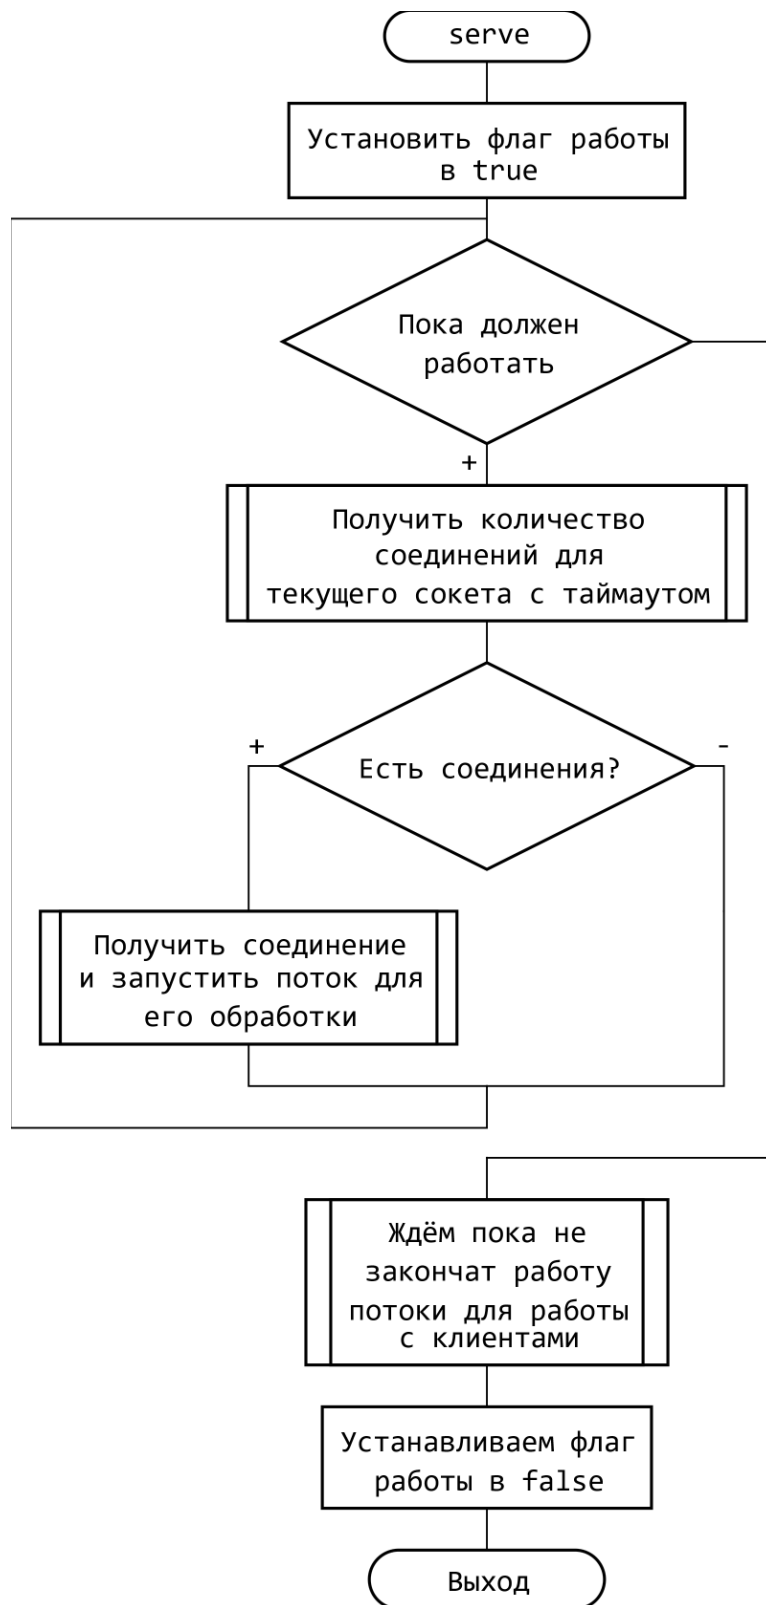 serve
Установить флаг работы
в true
Пока должен
работать
+
Получить количество
соединений для
текущего сокета с таймаутом
+
-
Есть соединения?
Получить соединение
и запустить поток для
его обработки
Ждём пока не
закончат работу
потоки для работы
с клиентами
Устанавливаем флаг
работы в false
Выход